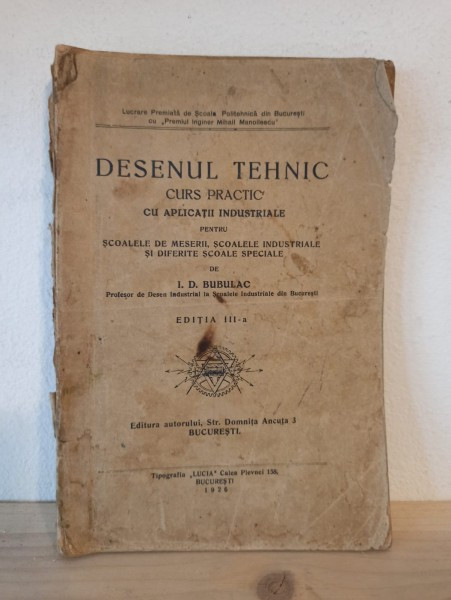 Lucrare Premiată de Școala Politehnică din București
cu „Premiul Inginer Mihail Manoilescu"
DESENUL TEHNIC
CURS PRACTIC
CU APLICAȚII INDUSTRIALE
PENTRU
ȘCOALELE DE MESERII, ȘCOALELE INDUSTRIALE
ȘI DIFERITE ȘCOALE SPECIALE
DE
I. D. BUBULAC
Profesor de Desen Industrial la Școalele Industriale din București
EDIȚIA III-a
Editura autorului, Str. Domnița Ancuța 3
BUCUREȘTI.
Tipografia „LUCIA" Calea Plevnei 136,
BUCUREȘTI